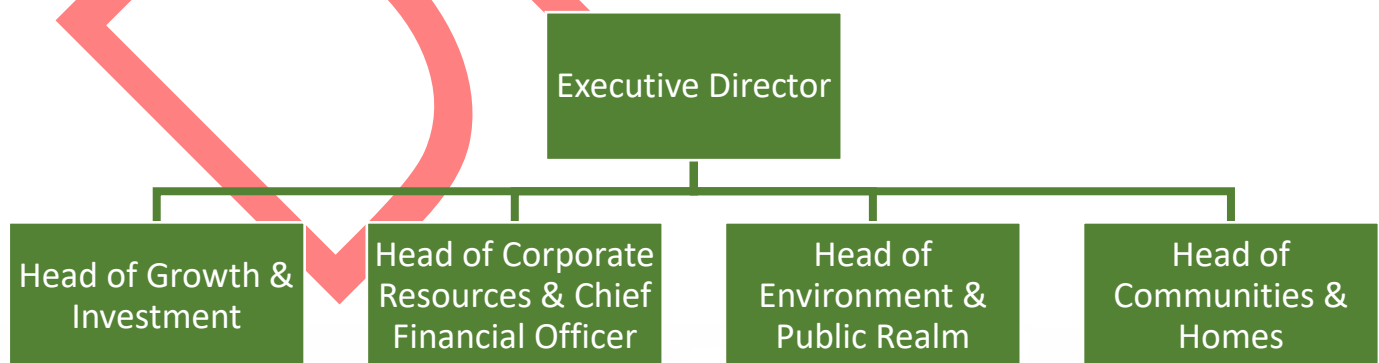 Executive Director
Head of Growth &
Investment
Head of Corporate
Resources & Chief
Financial Officer
Head of
Environment &
Public Realm
Head of
Communities &
Homes